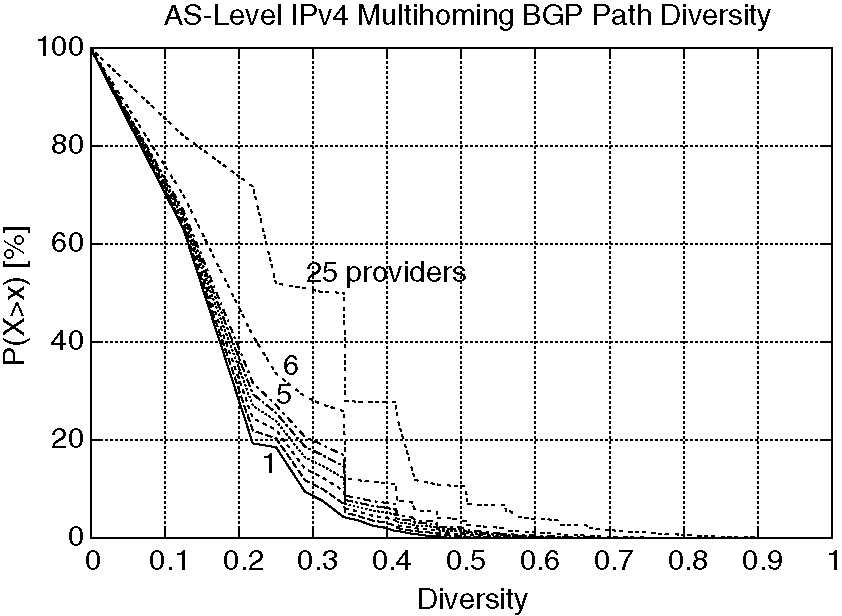 AS-Level IPv4 Multihoming BGP Path Diversity
100
80
60
40
20
0
P(X>x) [%]
25 providers
6
5
1
0 0.1 0.2 0.3 0.4 0.5 0.6 0.7 0.8 0.9 1
Diversity